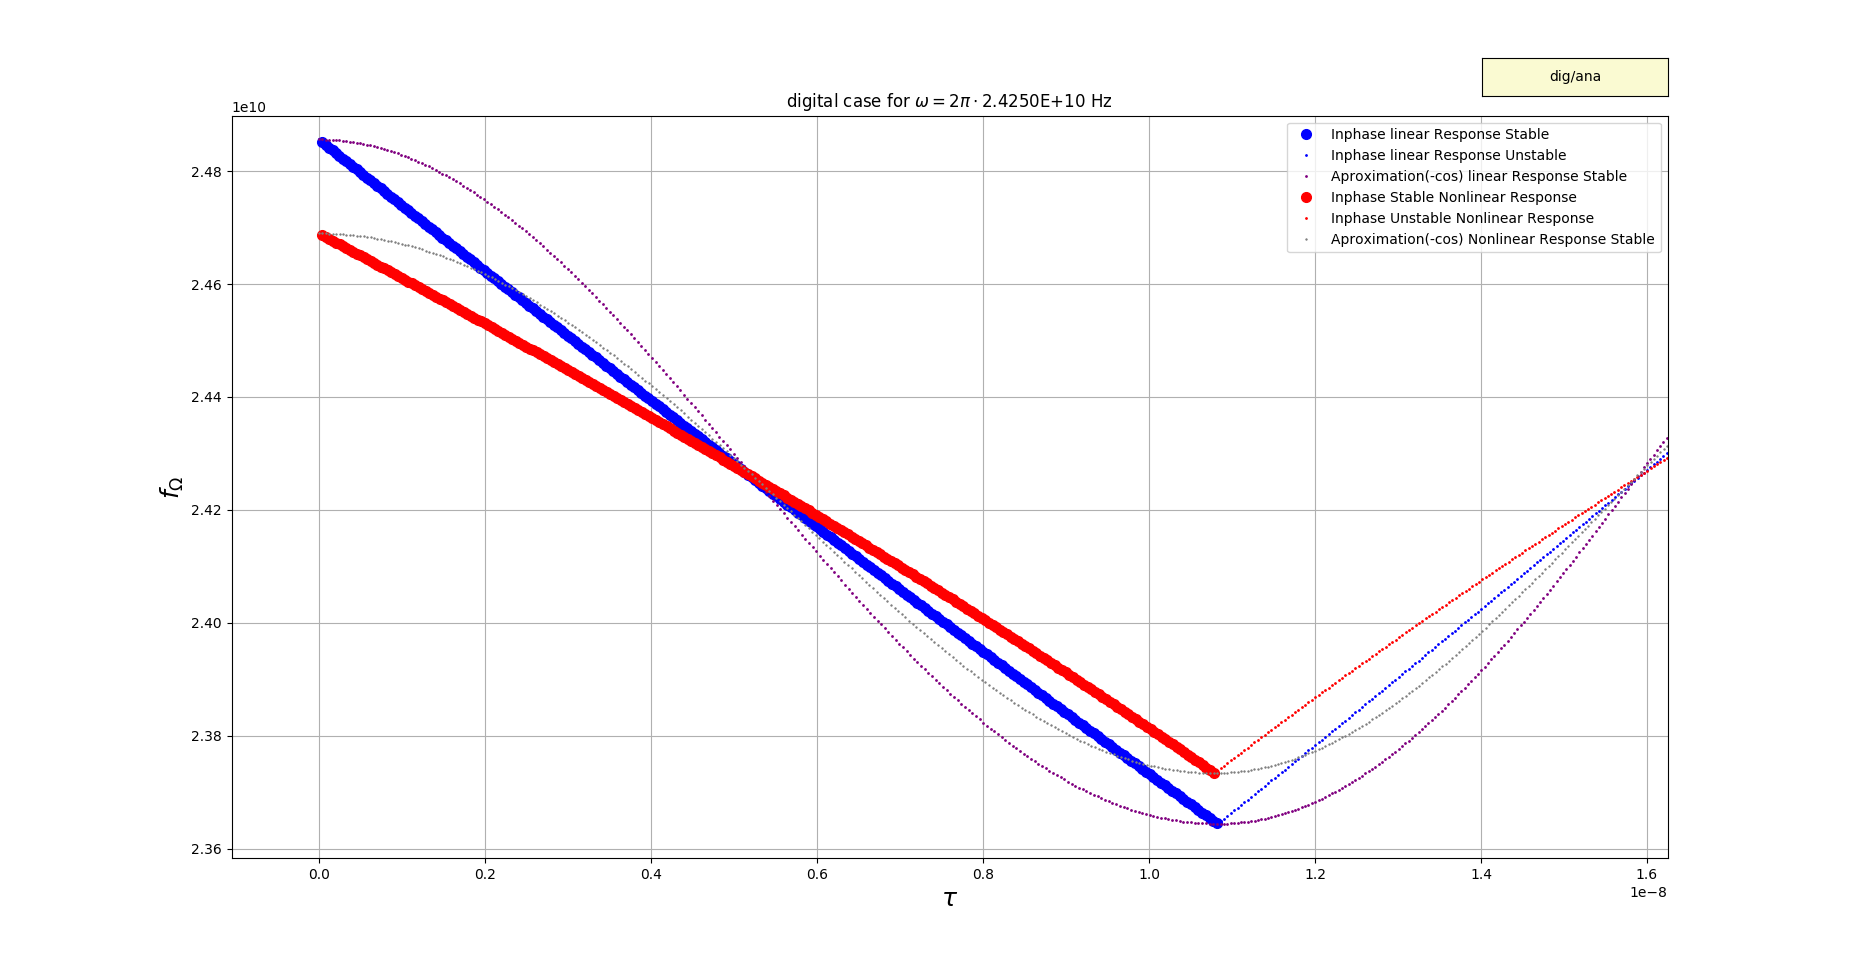 dig/ana
digital case for ω = 2π · 2.4250E+10 Hz
1e10
Inphase linear Response Stable
Inphase linear Response Unstable
Aproximation(-cos) linear Response Stable
Inphase Stable Nonlinear Response
Inphase Unstable Nonlinear Response
Aproximation(-cos) Nonlinear Response Stable
2.48
2.46
2.44
2.42
2.40
2.38
2.36
f_Ω
0.0 0.2 0.4 0.6 0.8 1.0 1.2 1.4 1.6
1e−8
τ